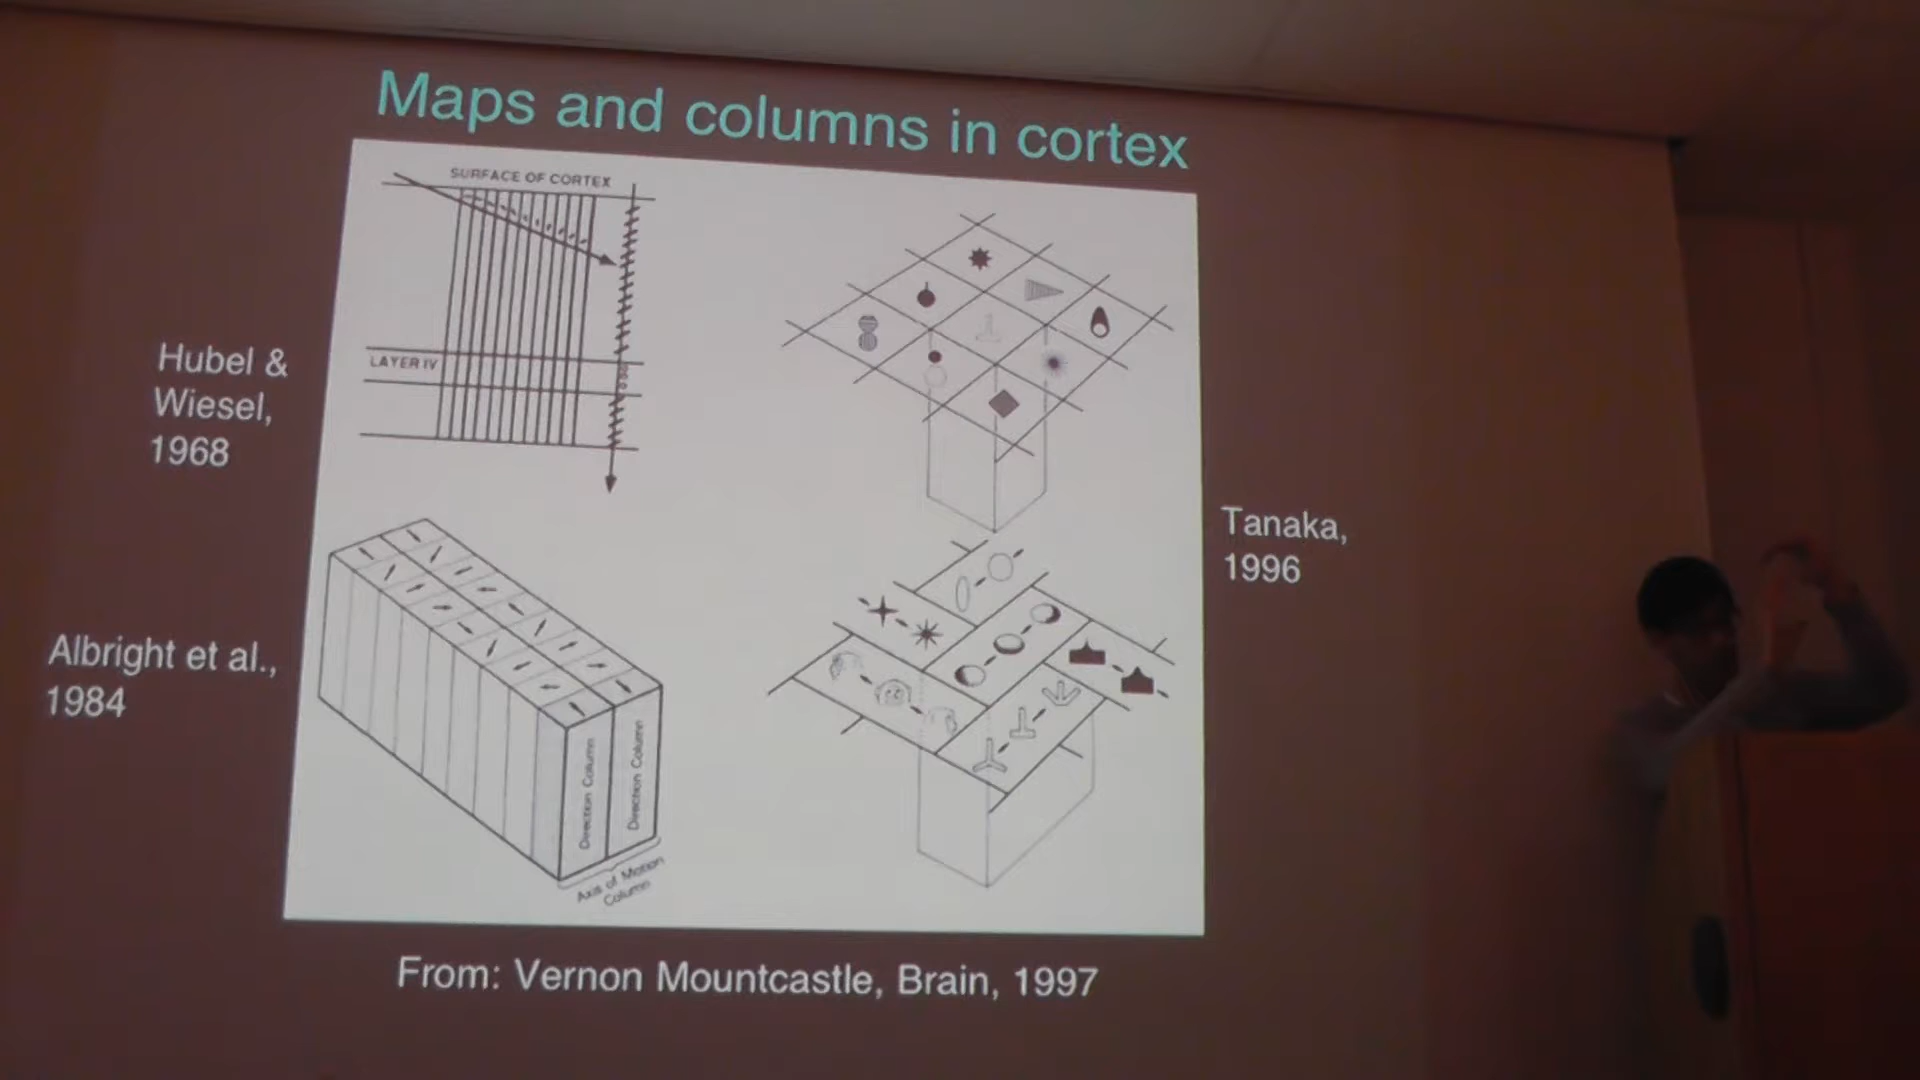 Maps and columns in cortex
SURFACE OF CORTEX
LAYER IV
Hubel &
Wiesel,
1968
Tanaka,
1996
Albright et al.,
1984
Direction Column
Direction Column
Axis of Motion
Column
From: Vernon Mountcastle, Brain, 1997